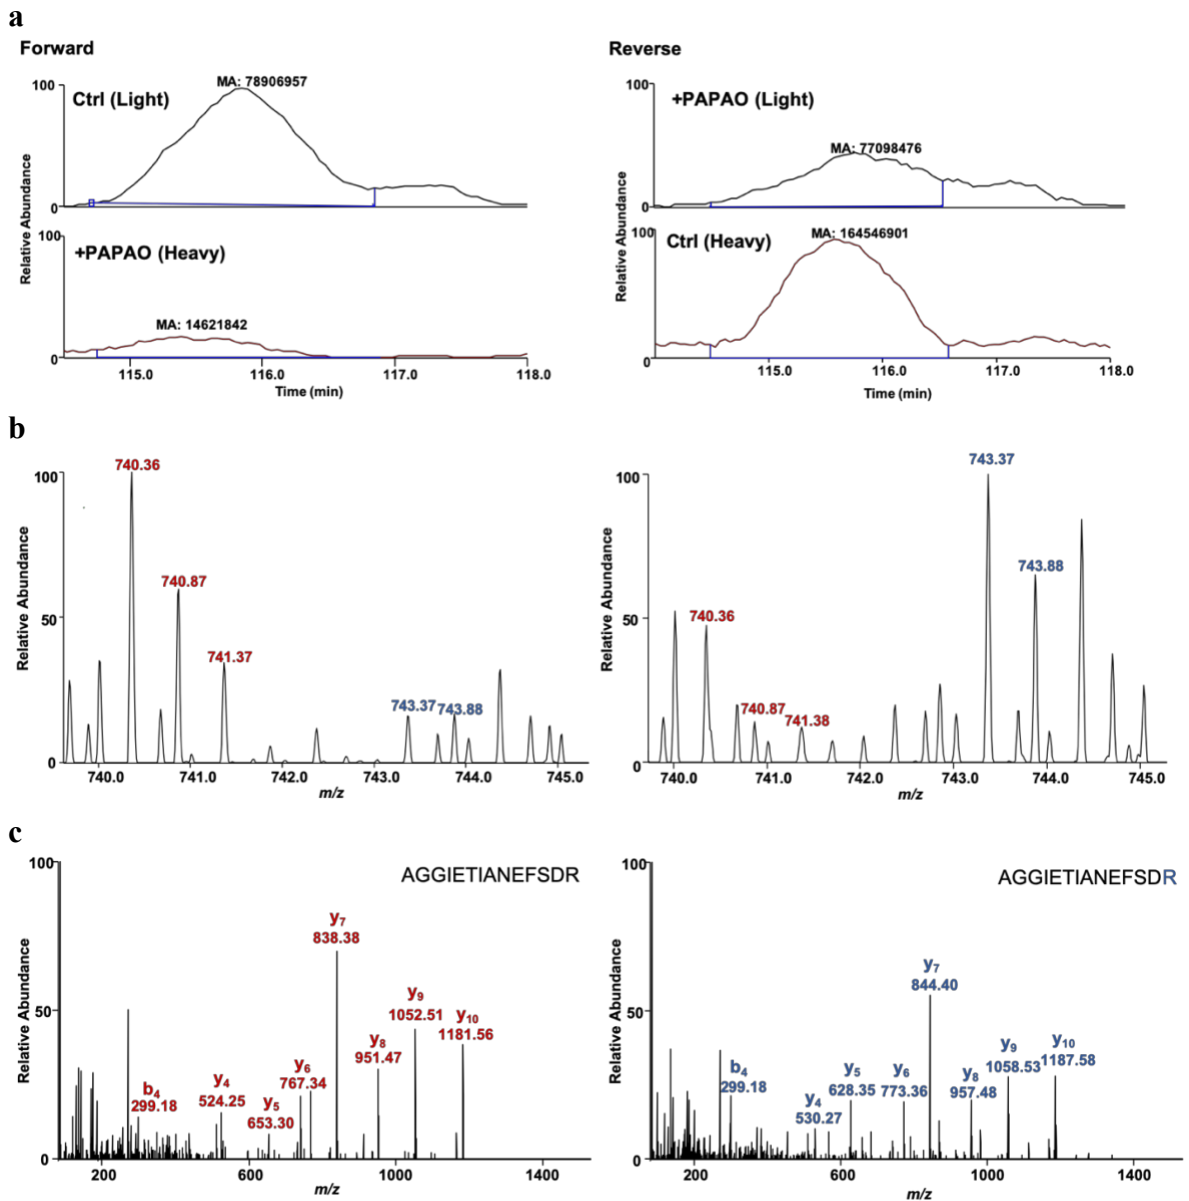 a
Forward
Reverse
100
Ctrl (Light)
MA: 78906957
0
100
+PAPAO (Heavy)
MA: 14621842
0
115.0 116.0 117.0 118.0
Time (min)
Relative Abundance
100
+PAPAO (Light)
MA: 77098476
0
100
Ctrl (Heavy)
MA: 164546901
0
115.0 116.0 117.0 118.0
Time (min)
Relative Abundance
b
100
50
0
Relative Abundance
740.36
740.87
741.37
743.37 743.88
740.0 741.0 742.0 743.0 744.0 745.0
m/z
100
50
0
Relative Abundance
743.37
743.88
740.36
740.87
741.38
740.0 741.0 742.0 743.0 744.0 745.0
m/z
c
100
50
0
Relative Abundance
AGGIETIANEFSDR
y7
838.38
y9
1052.51
y10
1181.56
y8
951.47
y6
767.34
y4
524.25
y5
653.30
b4
299.18
200 600 1000 1400
m/z
100
50
0
Relative Abundance
AGGIETIANEFSDR
y7
844.40
y9
1058.53
y10
1187.58
y8
957.48
y6
773.36
y5
628.35
y4
530.27
b4
299.18
200 600 1000 1400
m/z